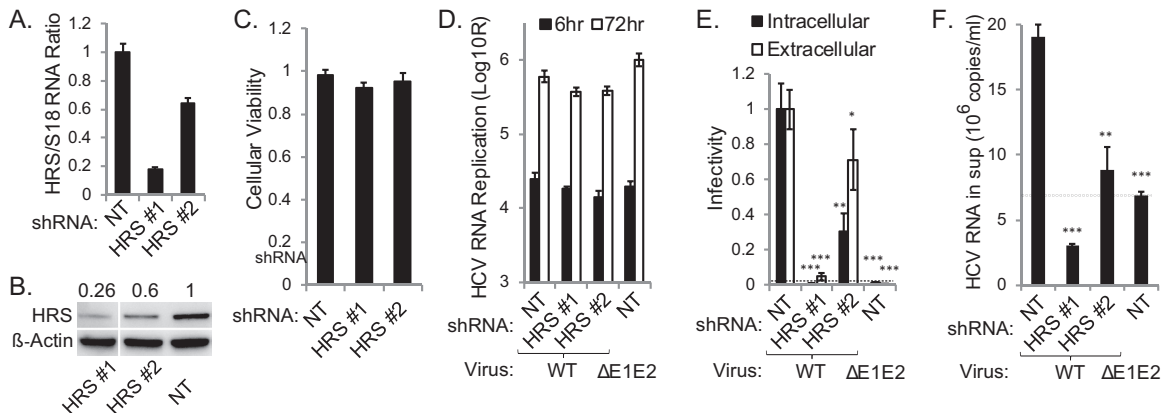 A.
HRS/S18 RNA Ratio
1.2
1
0.8
0.6
0.4
0.2
0
shRNA:
NT
HRS #1
HRS #2
B.
0.26 0.6 1
HRS
ß-Actin
HRS #1
HRS #2
NT
C.
Cellular Viability
1.2
1
0.8
0.6
0.4
0.2
0
shRNA
shRNA:
NT
HRS #1
HRS #2
D.
6hr 72hr
HCV RNA Replication (Log10R)
6
5
4
3
shRNA:
NT
HRS #1
HRS #2
NT
Virus: WT ΔE1E2
E.
Intracellular
Extracellular
Infectivity
1.2
1
0.8
0.6
0.4
0.2
0
***
***
**
*
***
***
shRNA:
NT
HRS #1
HRS #2
NT
Virus: WT ΔE1E2
F.
HCV RNA in sup (10⁶ copies/ml)
20
15
10
5
0
***
**
***
shRNA:
NT
HRS #1
HRS #2
NT
Virus: WT ΔE1E2